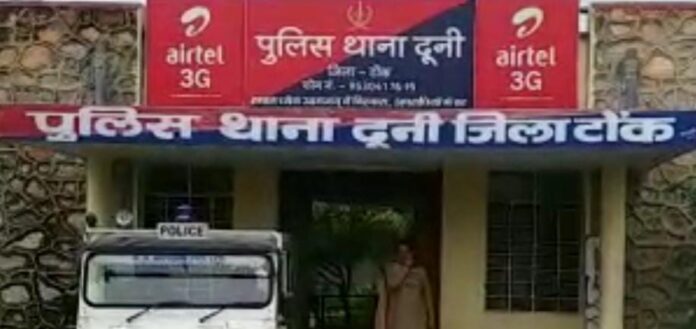 airtel
3G
पुलिस थाना दूनी
जिला - टोंक
airtel
3G
पुलिस थाना दूनी जिला टोंक
POLICE